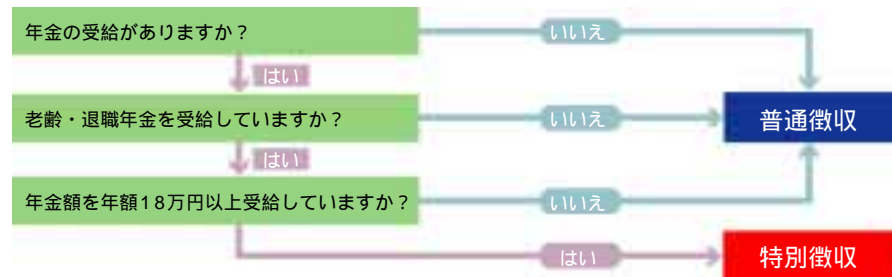 年金の受給がありますか？
いいえ
はい
老齢・退職年金を受給していますか？
いいえ
普通徴収
はい
年金額を年額18万円以上受給していますか？
いいえ
はい
特別徴収